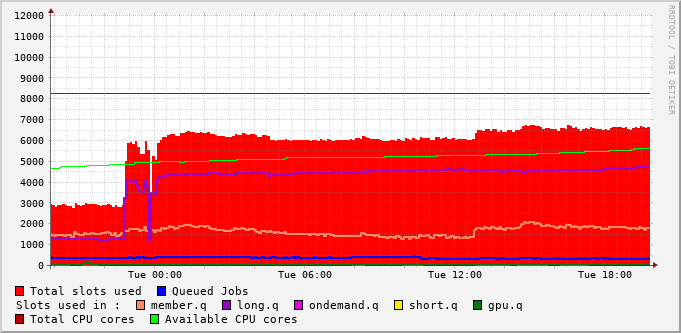 12000
11000
10000
9000
8000
7000
6000
5000
4000
3000
2000
1000
0
Tue 00:00 Tue 06:00 Tue 12:00 Tue 18:00
Total slots used Queued Jobs
Slots used in : member.q long.q ondemand.q short.q gpu.q
Total CPU cores Available CPU cores
RRDTOOL / TOBI OETIKER